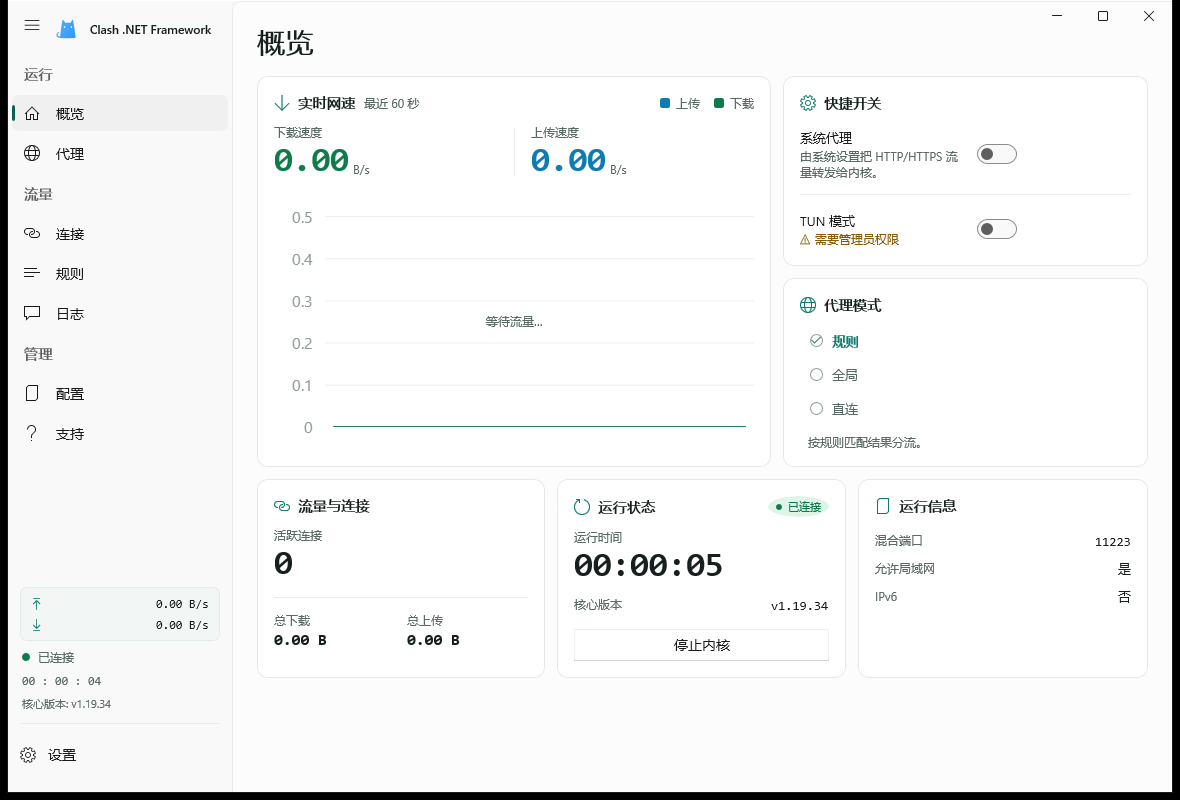 Clash .NET Framework
运行
概览
代理
流量
连接
规则
日志
管理
配置
支持
0.00 B/s
0.00 B/s
已连接
00 : 00 : 04
核心版本: v1.19.34
设置
概览
实时网速 最近 60 秒
上传 下载
下载速度
0.00 B/s
上传速度
0.00 B/s
0.5
0.4
0.3
等待流量...
0.2
0.1
0
快捷开关
系统代理
由系统设置把 HTTP/HTTPS 流
量转发给内核。
TUN 模式
需要管理员权限
代理模式
规则
全局
直连
按规则匹配结果分流。
流量与连接
活跃连接
0
总下载
0.00 B
总上传
0.00 B
运行状态
已连接
运行时间
00:00:05
核心版本 v1.19.34
停止内核
运行信息
混合端口 11223
允许局域网 是
IPv6 否